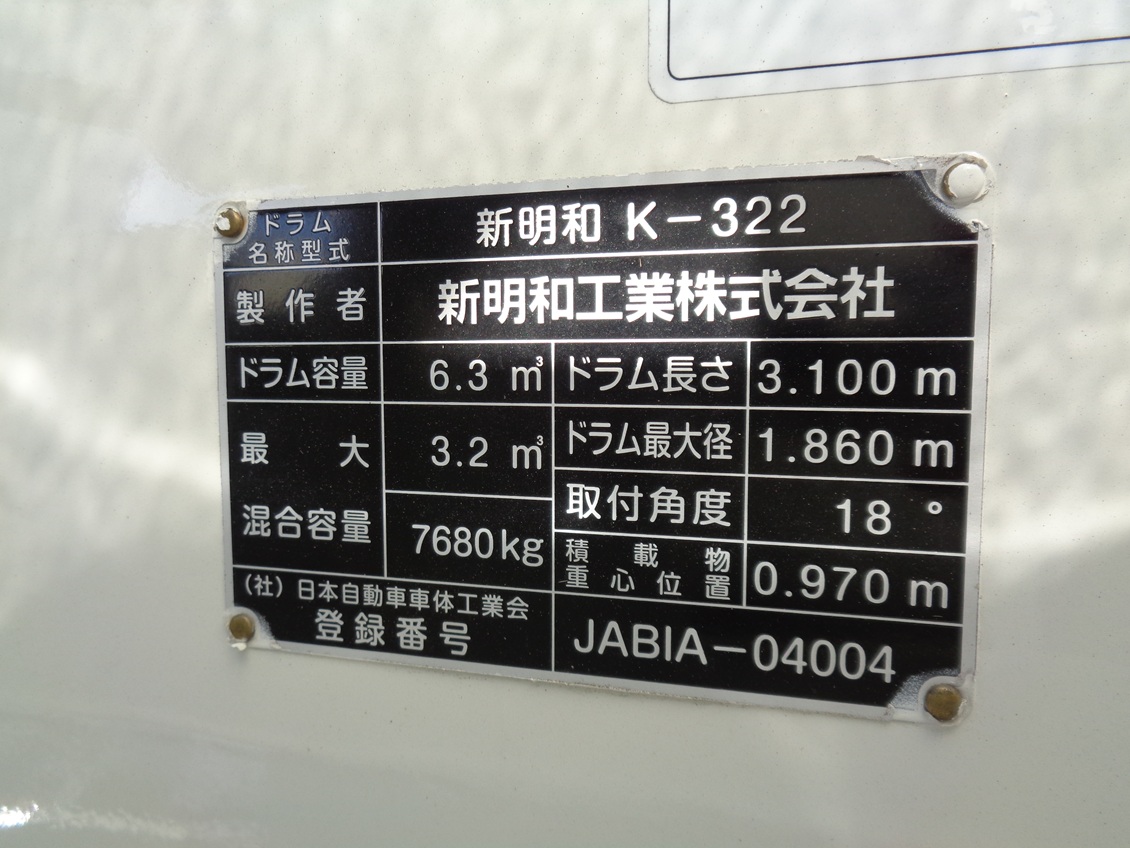 ドラム
名称型式
新明和 K-322
製作者
新明和工業株式会社
ドラム容量
6.3 m³
ドラム長さ
3.100 m
最大
混合容量
3.2 m³
7680kg
ドラム最大径
1.860 m
取付角度
18 °
積載物
重心位置
0.970 m
(社)日本自動車車体工業会
登録番号
JABIA-04004